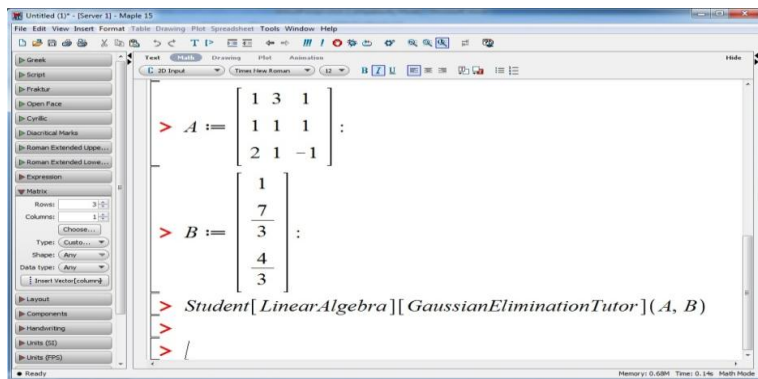 Untitled (1)* - [Server 1] - Maple 15
File Edit View Insert Format Table Drawing Plot Spreadsheet Tools Window Help
Text Math Drawing Plot Animation Hide
C 2D Input Times New Roman 12 B I U
Greek
Script
Fraktur
Open Face
Cyrillic
Diacritical Marks
Roman Extended Uppe...
Roman Extended Lowe...
Expression
Matrix
Rows: 3
Columns: 1
Choose...
Type: Custo...
Shape: Any
Data type: Any
Insert Vector[column]
Layout
Components
Handwriting
Units (SI)
Units (FPS)
Ready
> A := [
1 3 1
1 1 1
2 1 −1
] :
> B := [
1
7/3
4/3
] :
> Student[LinearAlgebra][GaussianEliminationTutor](A, B)
>
>
Memory: 0.68M Time: 0.14s Math Mode